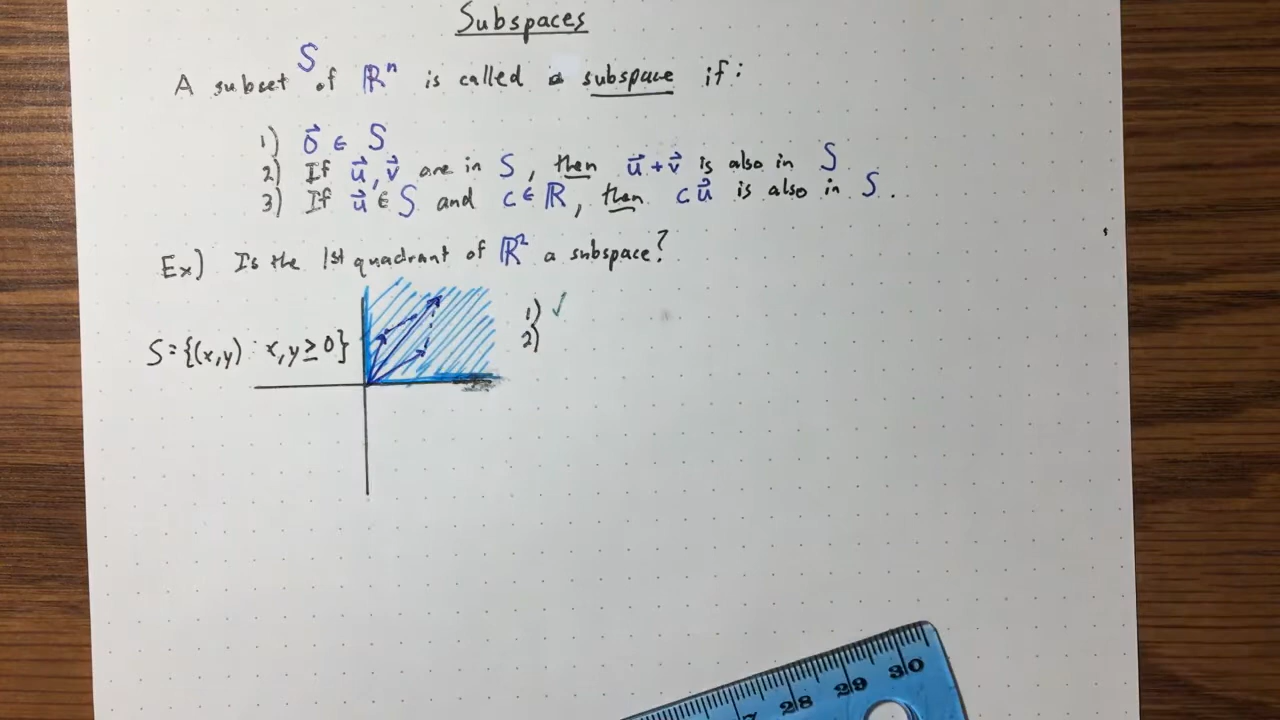 Subspaces
A subset S of ℝⁿ is called a subspace if:
1) 0⃗ ∈ S
2) If u⃗, v⃗ are in S, then u⃗ + v⃗ is also in S
3) If u⃗ ∈ S and c ∈ ℝ, then c u⃗ is also in S.
Ex) Is the 1st quadrant of ℝ² a subspace?
1) ✓
2)
S = {(x,y) : x,y ≥ 0}
28 29 30